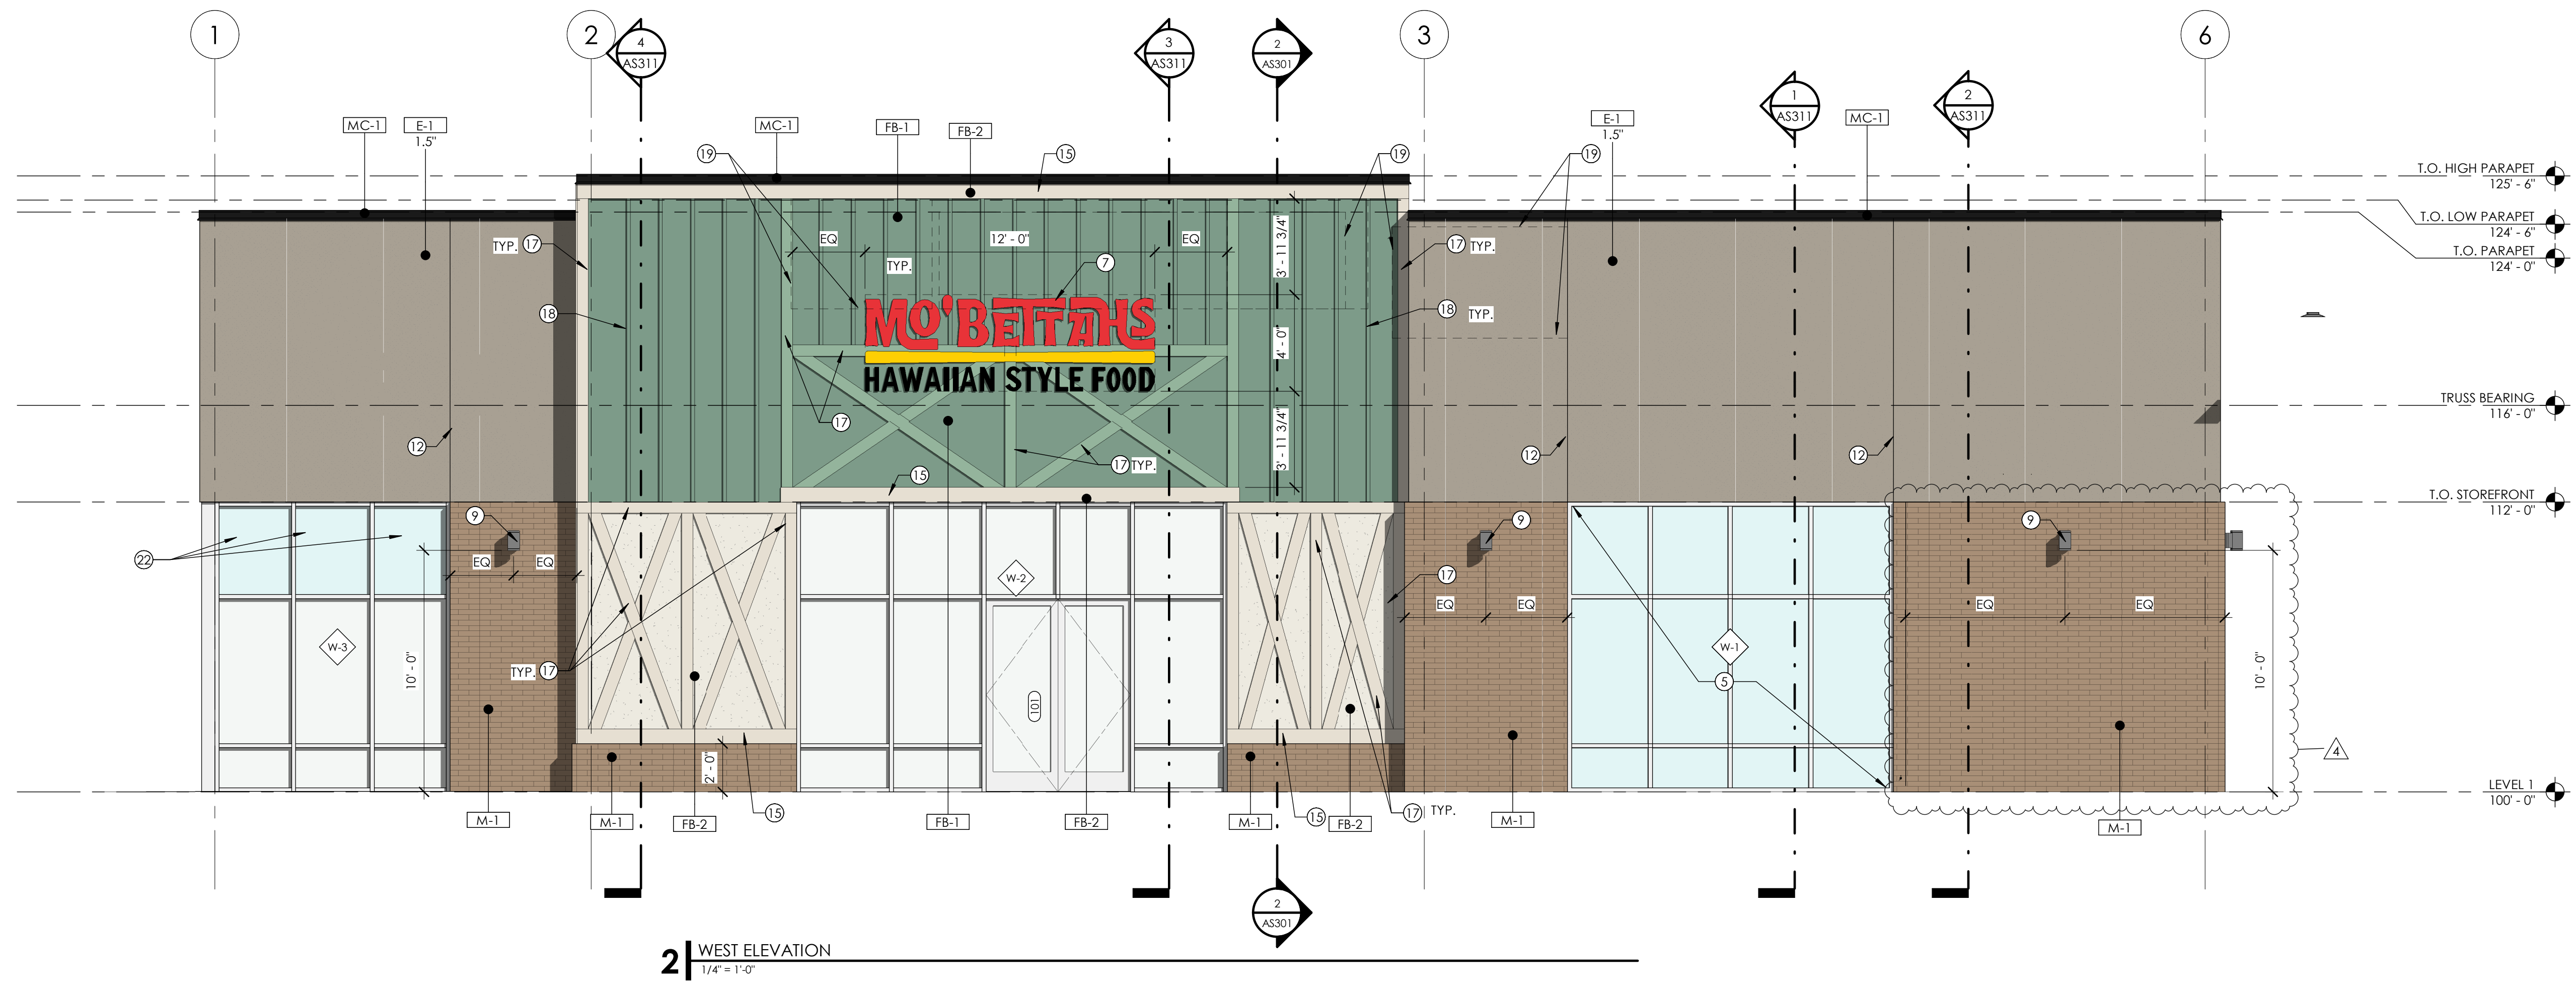 1
2
3
6
4
AS311
3
AS311
2
AS301
1
AS311
2
AS311
MC-1
E-1
1.5"
MC-1
FB-1
FB-2
E-1
1.5"
MC-1
19
15
19
19
T.O. HIGH PARAPET
125' - 6"
T.O. LOW PARAPET
124' - 6"
T.O. PARAPET
124' - 0"
TYP. 17
EQ
12' - 0"
EQ
3' - 11 3/4"
17 TYP.
TYP.
7
18
18 TYP.
MO'BETTAHS
HAWAIIAN STYLE FOOD
4' - 0"
TRUSS BEARING
116' - 0"
17
12
17 TYP.
3' - 11 3/4"
12
12
15
T.O. STOREFRONT
112' - 0"
9
9
9
22
EQ
EQ
W-2
17
EQ
EQ
EQ
EQ
W-3
10' - 0"
TYP. 17
W-1
10' - 0"
5
101
4
2' - 0"
LEVEL 1
100' - 0"
M-1
M-1
FB-2
15
FB-1
FB-2
M-1
15
FB-2
17 TYP.
M-1
M-1
2
AS301
2
WEST ELEVATION
1/4" = 1'-0"